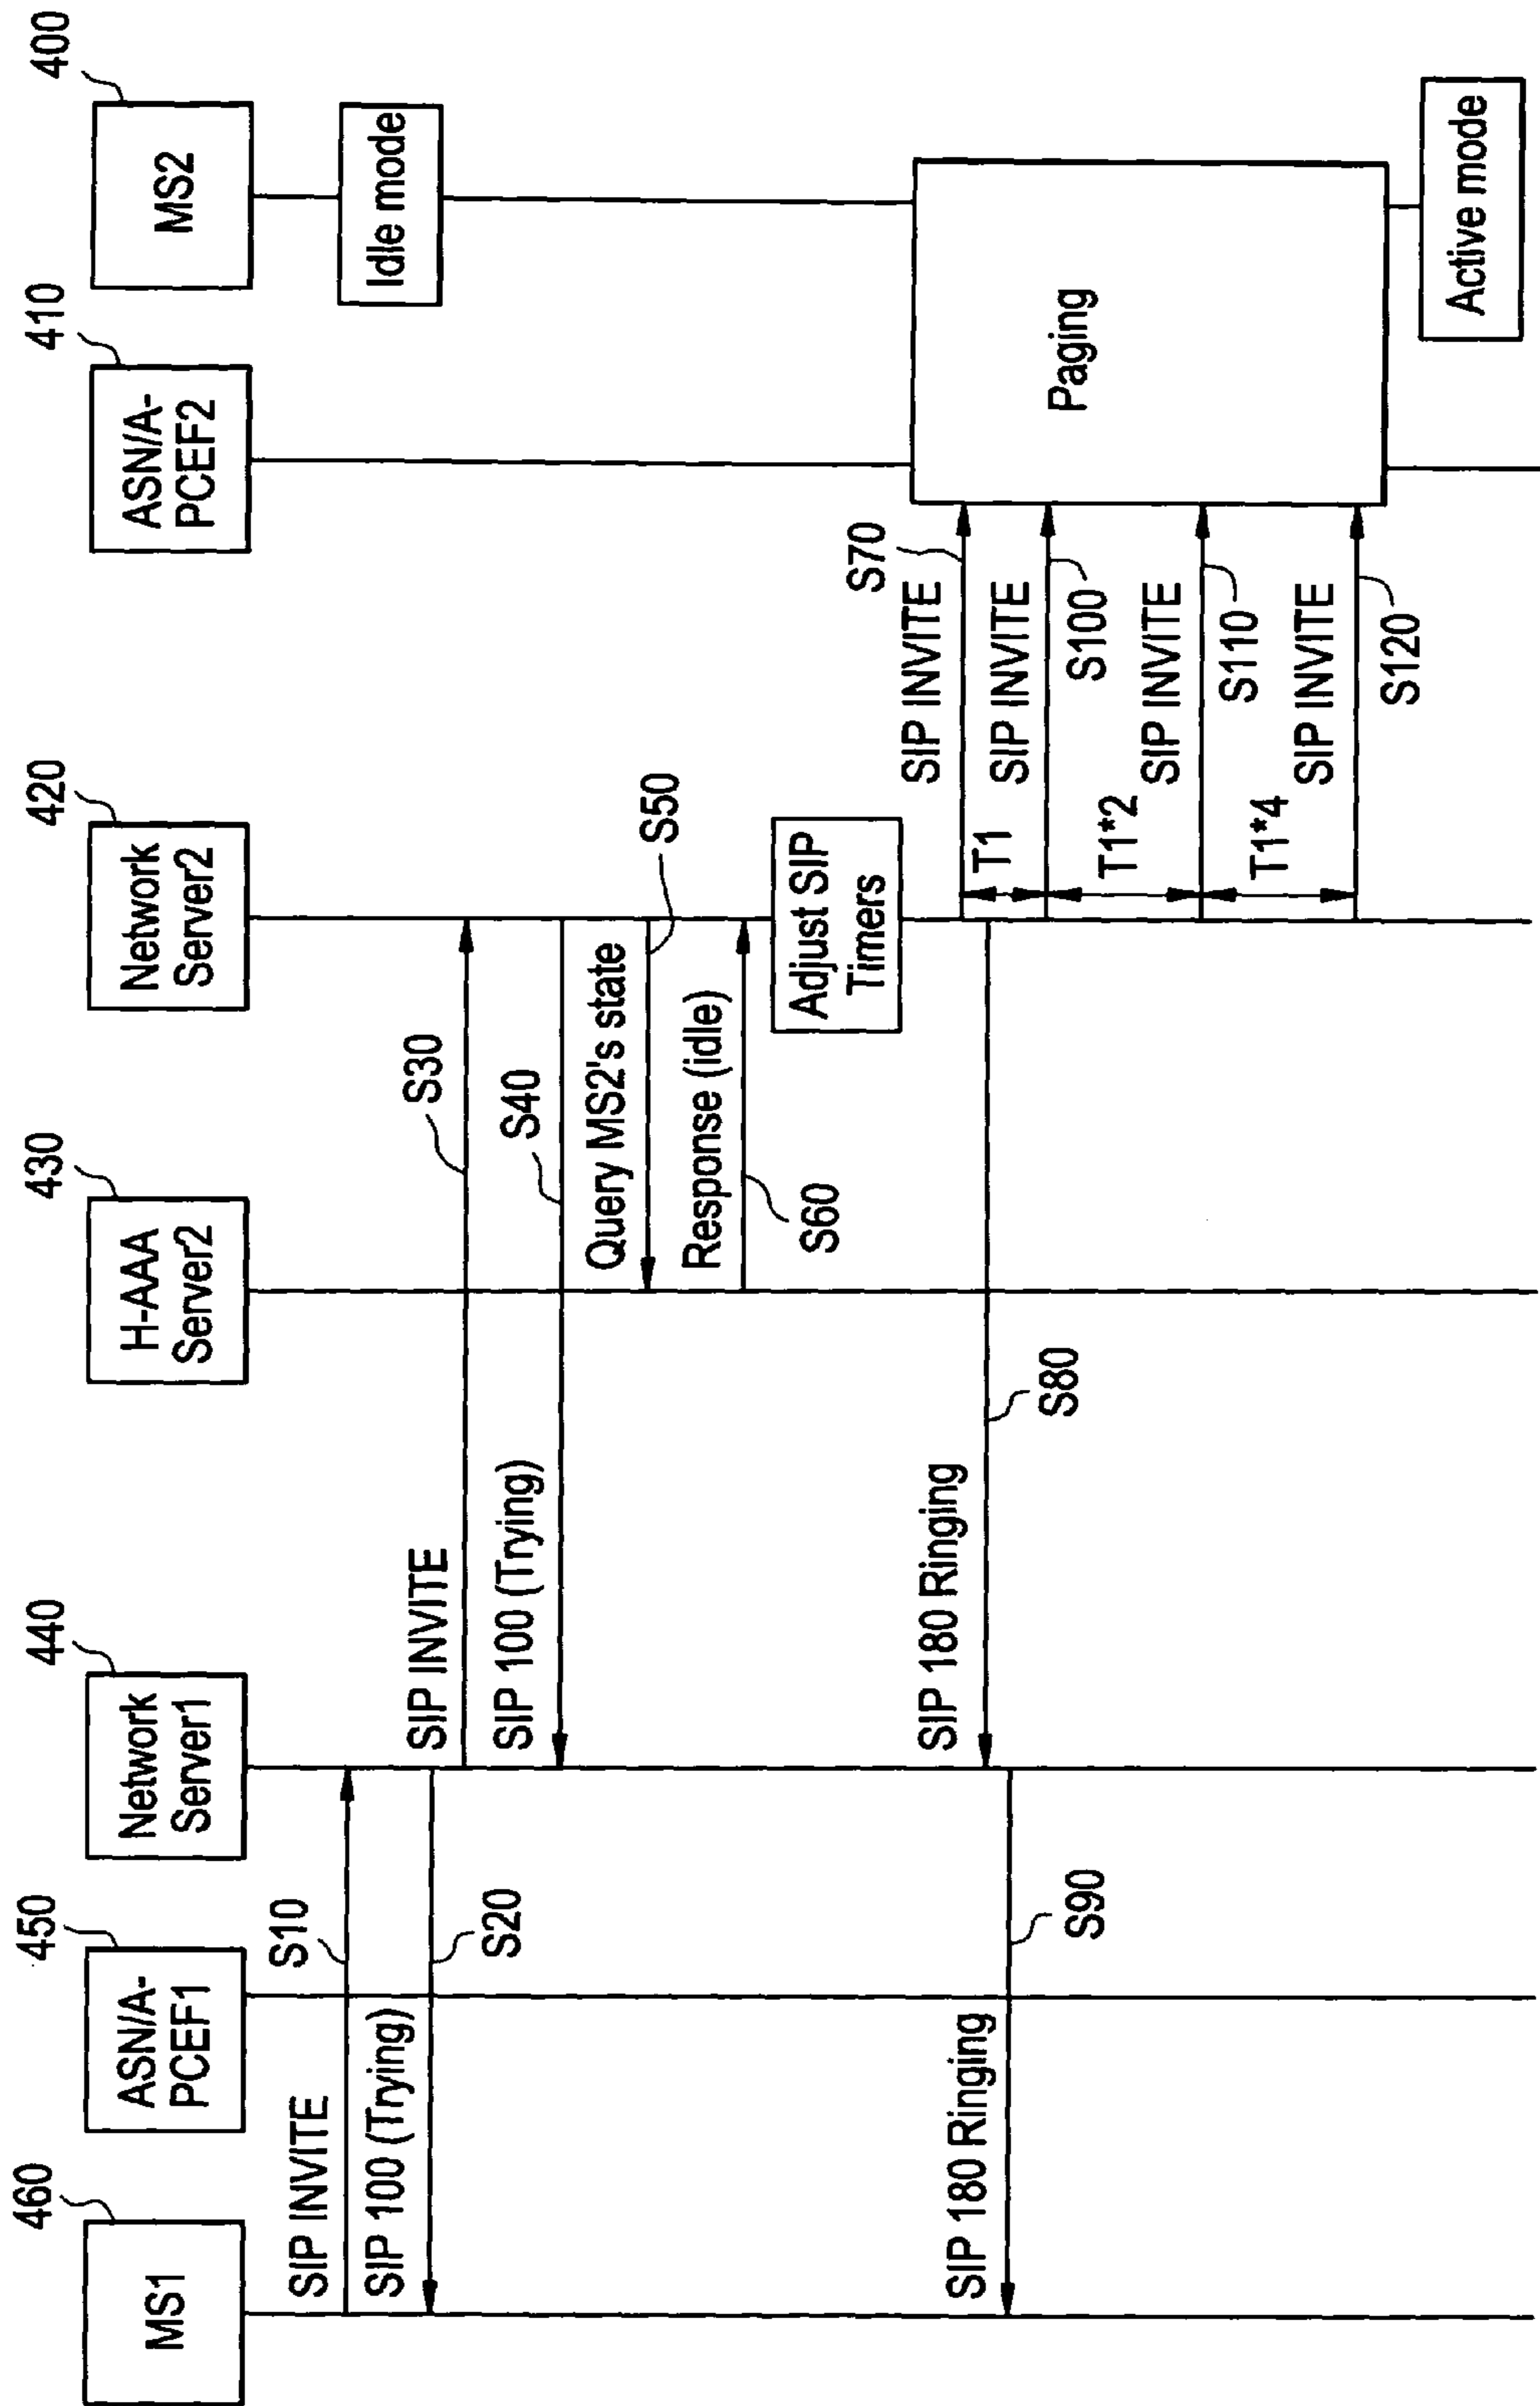 460
450
440
430
420
410
400
MS1
ASN/A-
PCEF1
Network
Server1
H-AAA
Server2
Network
Server2
ASN/A-
PCEF2
MS2
Idle mode
SIP INVITE
S10
SIP 100 (Trying)
S20
SIP INVITE
S30
SIP 100 (Trying)
S40
Query MS2's state
S50
Response (idle)
S60
Adjust SIP
Timers
SIP INVITE
S70
SIP 180 Ringing
S80
SIP 180 Ringing
S90
T1
SIP INVITE
S100
T1*2
SIP INVITE
S110
T1*4
SIP INVITE
S120
Paging
Active mode